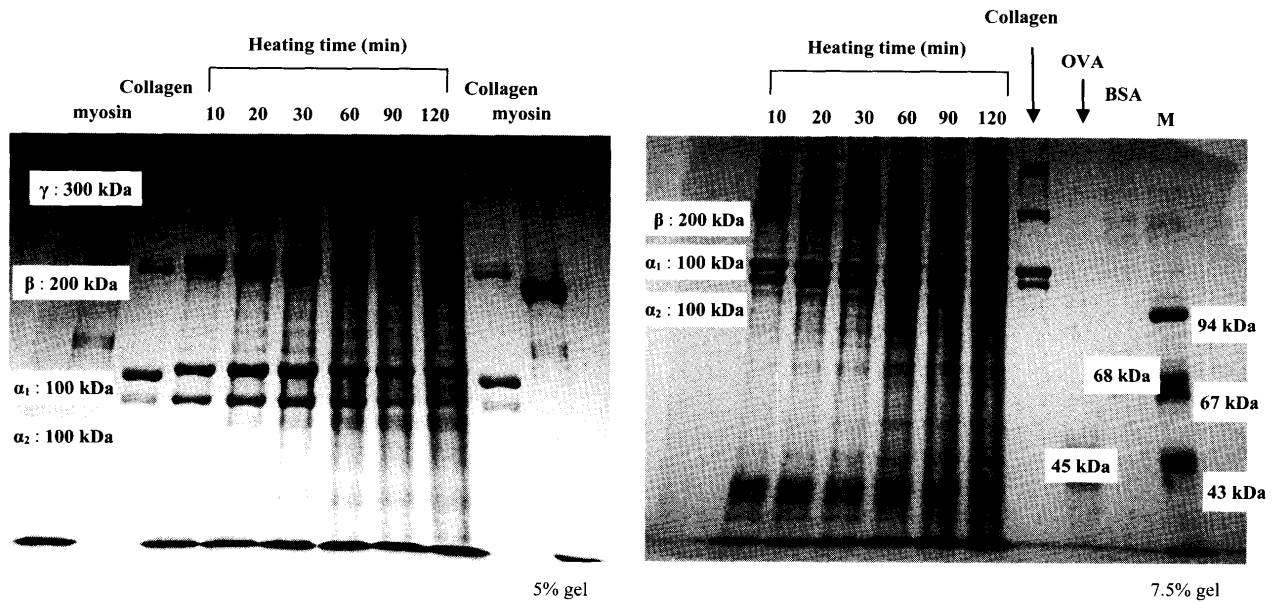 Heating time (min)
Collagen
myosin
10 20 30 60 90 120
Collagen
myosin
γ : 300 kDa
β : 200 kDa
α₁ : 100 kDa
α₂ : 100 kDa
5% gel
Collagen
Heating time (min)
OVA
BSA
10 20 30 60 90 120
M
β : 200 kDa
α₁ : 100 kDa
α₂ : 100 kDa
94 kDa
68 kDa
67 kDa
45 kDa
43 kDa
7.5% gel